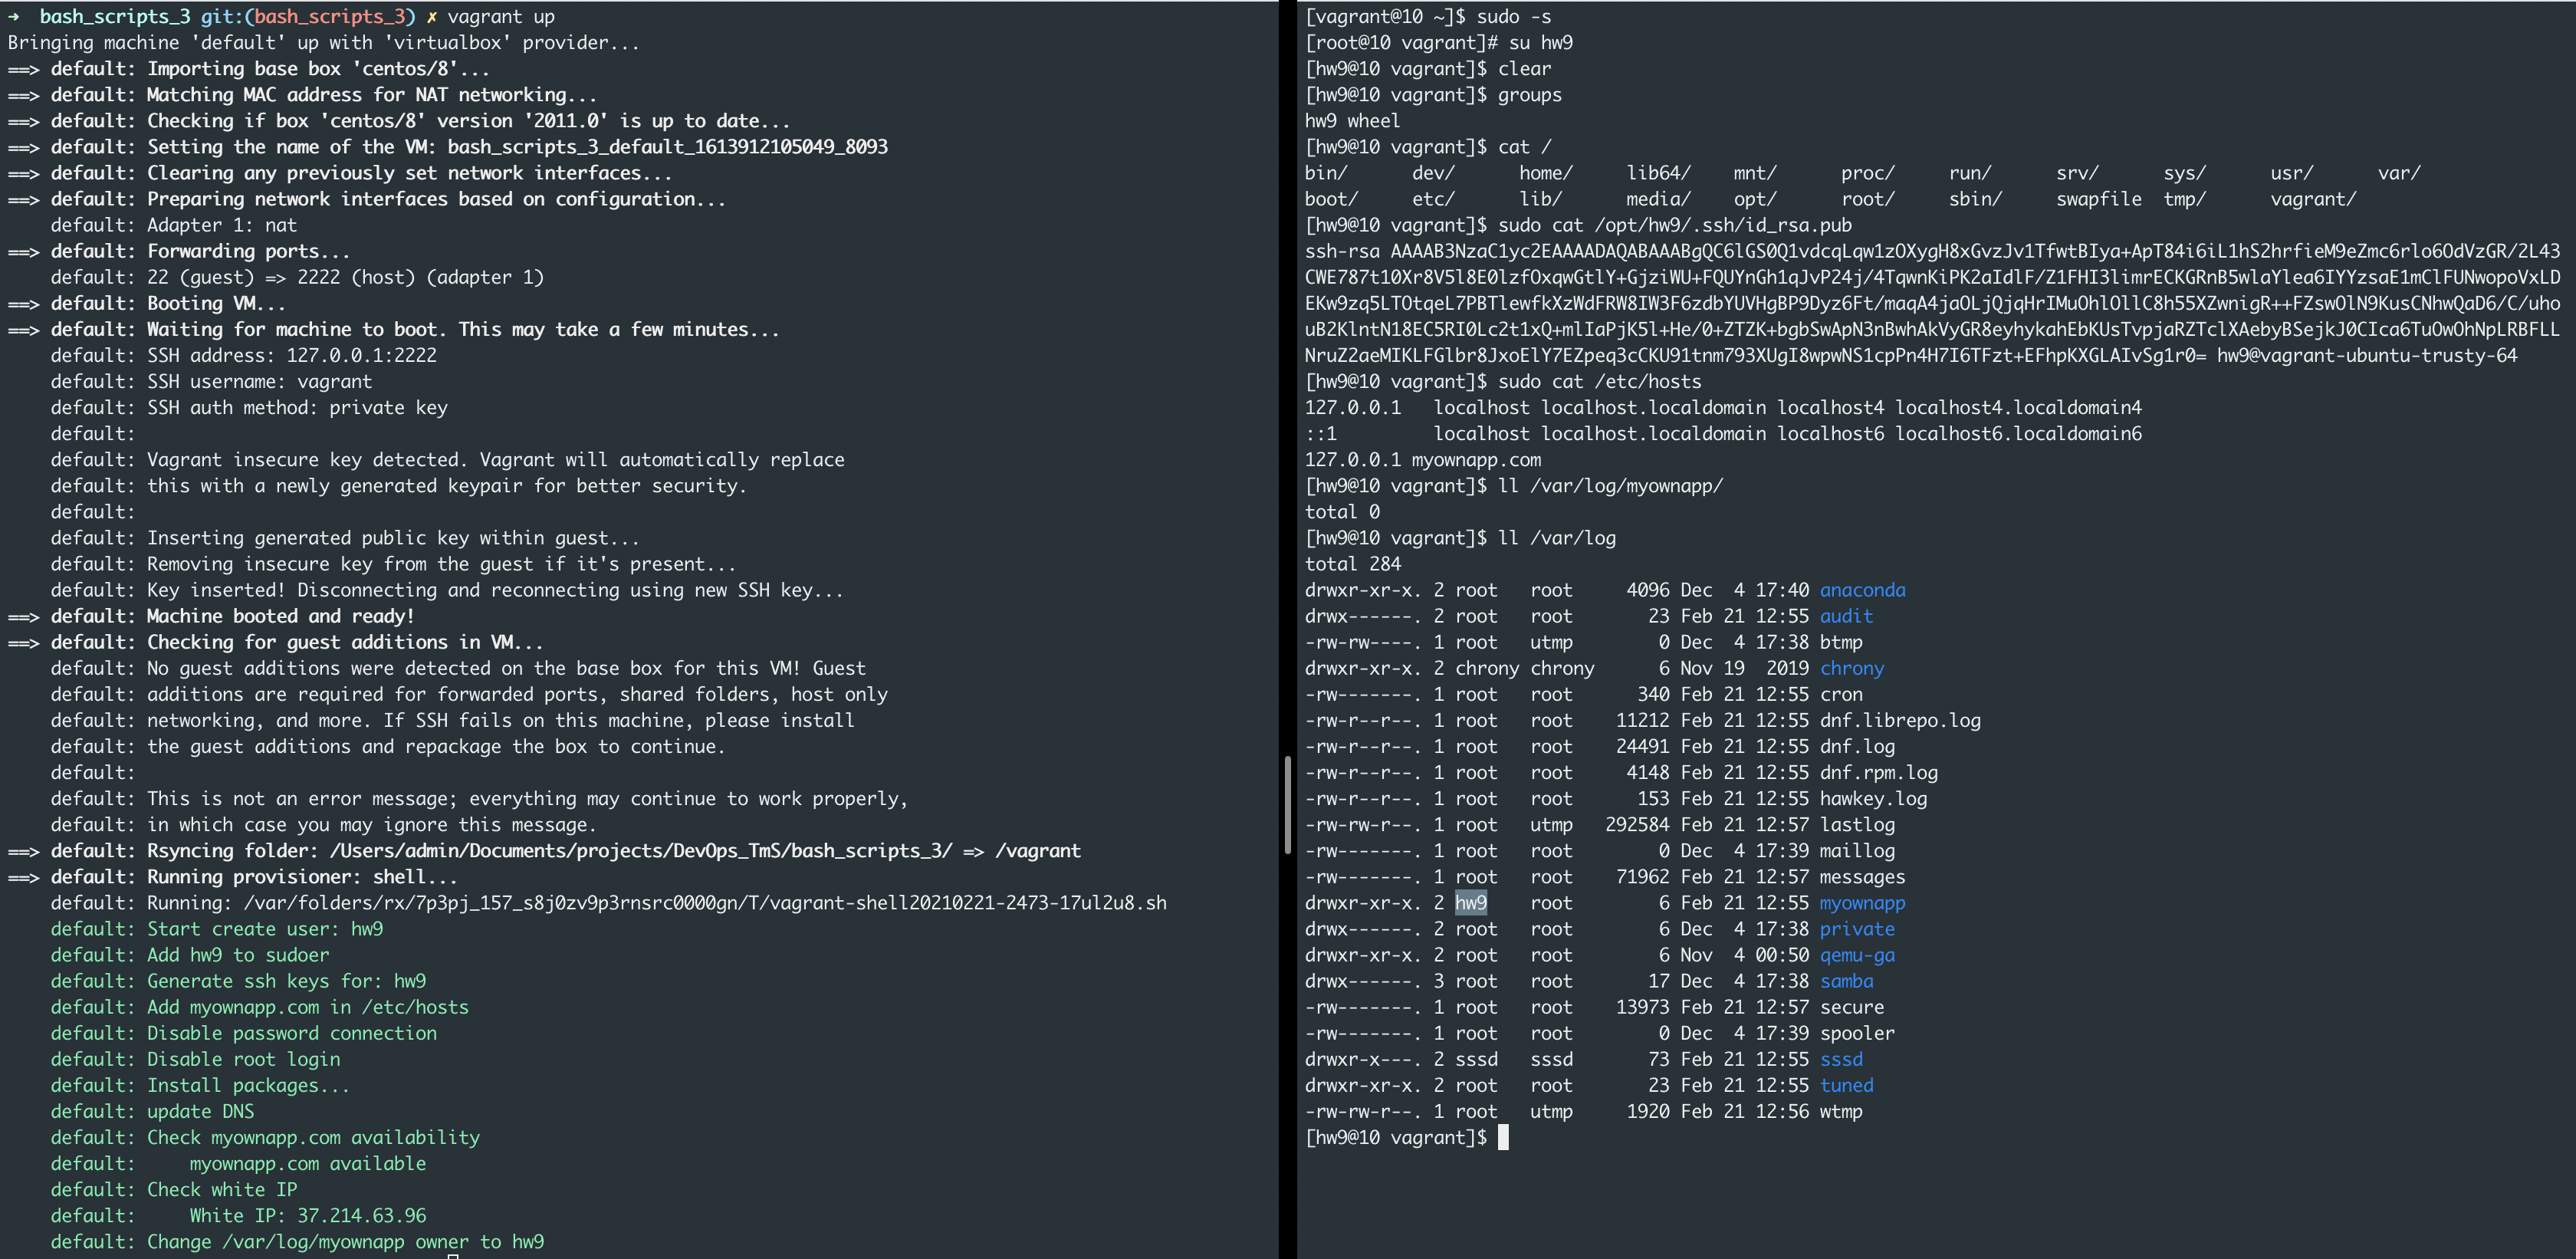 ➜  bash_scripts_3 git:(bash_scripts_3) ✗ vagrant up
Bringing machine 'default' up with 'virtualbox' provider...
==> default: Importing base box 'centos/8'...
==> default: Matching MAC address for NAT networking...
==> default: Checking if box 'centos/8' version '2011.0' is up to date...
==> default: Setting the name of the VM: bash_scripts_3_default_1613912105049_8093
==> default: Clearing any previously set network interfaces...
==> default: Preparing network interfaces based on configuration...
    default: Adapter 1: nat
==> default: Forwarding ports...
    default: 22 (guest) => 2222 (host) (adapter 1)
==> default: Booting VM...
==> default: Waiting for machine to boot. This may take a few minutes...
    default: SSH address: 127.0.0.1:2222
    default: SSH username: vagrant
    default: SSH auth method: private key
    default:
    default: Vagrant insecure key detected. Vagrant will automatically replace
    default: this with a newly generated keypair for better security.
    default:
    default: Inserting generated public key within guest...
    default: Removing insecure key from the guest if it's present...
    default: Key inserted! Disconnecting and reconnecting using new SSH key...
==> default: Machine booted and ready!
==> default: Checking for guest additions in VM...
    default: No guest additions were detected on the base box for this VM! Guest
    default: additions are required for forwarded ports, shared folders, host only
    default: networking, and more. If SSH fails on this machine, please install
    default: the guest additions and repackage the box to continue.
    default:
    default: This is not an error message; everything may continue to work properly,
    default: in which case you may ignore this message.
==> default: Rsyncing folder: /Users/admin/Documents/projects/DevOps_TmS/bash_scripts_3/ => /vagrant
==> default: Running provisioner: shell...
    default: Running: /var/folders/rx/7p3pj_157_s8j0zv9p3rnsrc0000gn/T/vagrant-shell20210221-2473-17ul2u8.sh
    default: Start create user: hw9
    default: Add hw9 to sudoer
    default: Generate ssh keys for: hw9
    default: Add myownapp.com in /etc/hosts
    default: Disable password connection
    default: Disable root login
    default: Install packages...
    default: update DNS
    default: Check myownapp.com availability
    default:     myownapp.com available
    default: Check white IP
    default:     White IP: 37.214.63.96
    default: Change /var/log/myownapp owner to hw9
[vagrant@10 ~]$ sudo -s
[root@10 vagrant]# su hw9
[hw9@10 vagrant]$ clear
[hw9@10 vagrant]$ groups
hw9 wheel
[hw9@10 vagrant]$ cat /
bin/      dev/      home/     lib64/    mnt/      proc/     run/      srv/      sys/      usr/      var/
boot/     etc/      lib/      media/    opt/      root/     sbin/     swapfile  tmp/      vagrant/
[hw9@10 vagrant]$ sudo cat /opt/hw9/.ssh/id_rsa.pub
ssh-rsa AAAAB3NzaC1yc2EAAAADAQABAAABgQC6lGS0Q1vdcqLqw1zOXygH8xGvzJv1TfwtBIya+ApT84i6iL1hS2hrfieM9eZmc6rlo6OdVzGR/2L43
CWE787t10Xr8V5l8E0lzfOxqwGtlY+GjziWU+FQUYnGh1qJvP24j/4TqwnKiPK2aIdlF/Z1FHI3limrECKGRnB5wlaYlea6IYYzsaE1mClFUNwopoVxLD
EKw9zq5LTOtqeL7PBTlewfkXzWdFRW8IW3F6zdbYUVHgBP9Dyz6Ft/maqA4jaOLjQjqHrIMuOhlOllC8h55XZwnigR++FZswOlN9KusCNhwQaD6/C/uho
uB2KlntN18EC5RI0Lc2t1xQ+mlIaPjK5l+He/0+ZTZK+bgbSwApN3nBwhAkVyGR8eyhykahEbKUsTvpjaRZTclXAebyBSejkJ0CIca6TuOwOhNpLRBFLL
NruZ2aeMIKLFGlbr8JxoElY7EZpeq3cCKU91tnm793XUgI8wpwNS1cpPn4H7I6TFzt+EFhpKXGLAIvSg1r0= hw9@vagrant-ubuntu-trusty-64
[hw9@10 vagrant]$ sudo cat /etc/hosts
127.0.0.1   localhost localhost.localdomain localhost4 localhost4.localdomain4
::1         localhost localhost.localdomain localhost6 localhost6.localdomain6
127.0.0.1 myownapp.com
[hw9@10 vagrant]$ ll /var/log/myownapp/
total 0
[hw9@10 vagrant]$ ll /var/log
total 284
drwxr-xr-x. 2 root   root     4096 Dec  4 17:40 anaconda
drwx------. 2 root   root       23 Feb 21 12:55 audit
-rw-rw----. 1 root   utmp        0 Dec  4 17:38 btmp
drwxr-xr-x. 2 chrony chrony      6 Nov 19  2019 chrony
-rw-------. 1 root   root      340 Feb 21 12:55 cron
-rw-r--r--. 1 root   root    11212 Feb 21 12:55 dnf.librepo.log
-rw-r--r--. 1 root   root    24491 Feb 21 12:55 dnf.log
-rw-r--r--. 1 root   root     4148 Feb 21 12:55 dnf.rpm.log
-rw-r--r--. 1 root   root      153 Feb 21 12:55 hawkey.log
-rw-rw-r--. 1 root   utmp   292584 Feb 21 12:57 lastlog
-rw-------. 1 root   root        0 Dec  4 17:39 maillog
-rw-------. 1 root   root    71962 Feb 21 12:57 messages
drwxr-xr-x. 2 hw9    root        6 Feb 21 12:55 myownapp
drwx------. 2 root   root        6 Dec  4 17:38 private
drwxr-xr-x. 2 root   root        6 Nov  4 00:50 qemu-ga
drwx------. 3 root   root       17 Dec  4 17:38 samba
-rw-------. 1 root   root    13973 Feb 21 12:57 secure
-rw-------. 1 root   root        0 Dec  4 17:39 spooler
drwxr-x---. 2 sssd   sssd       73 Feb 21 12:55 sssd
drwxr-xr-x. 2 root   root       23 Feb 21 12:55 tuned
-rw-rw-r--. 1 root   utmp     1920 Feb 21 12:56 wtmp
[hw9@10 vagrant]$